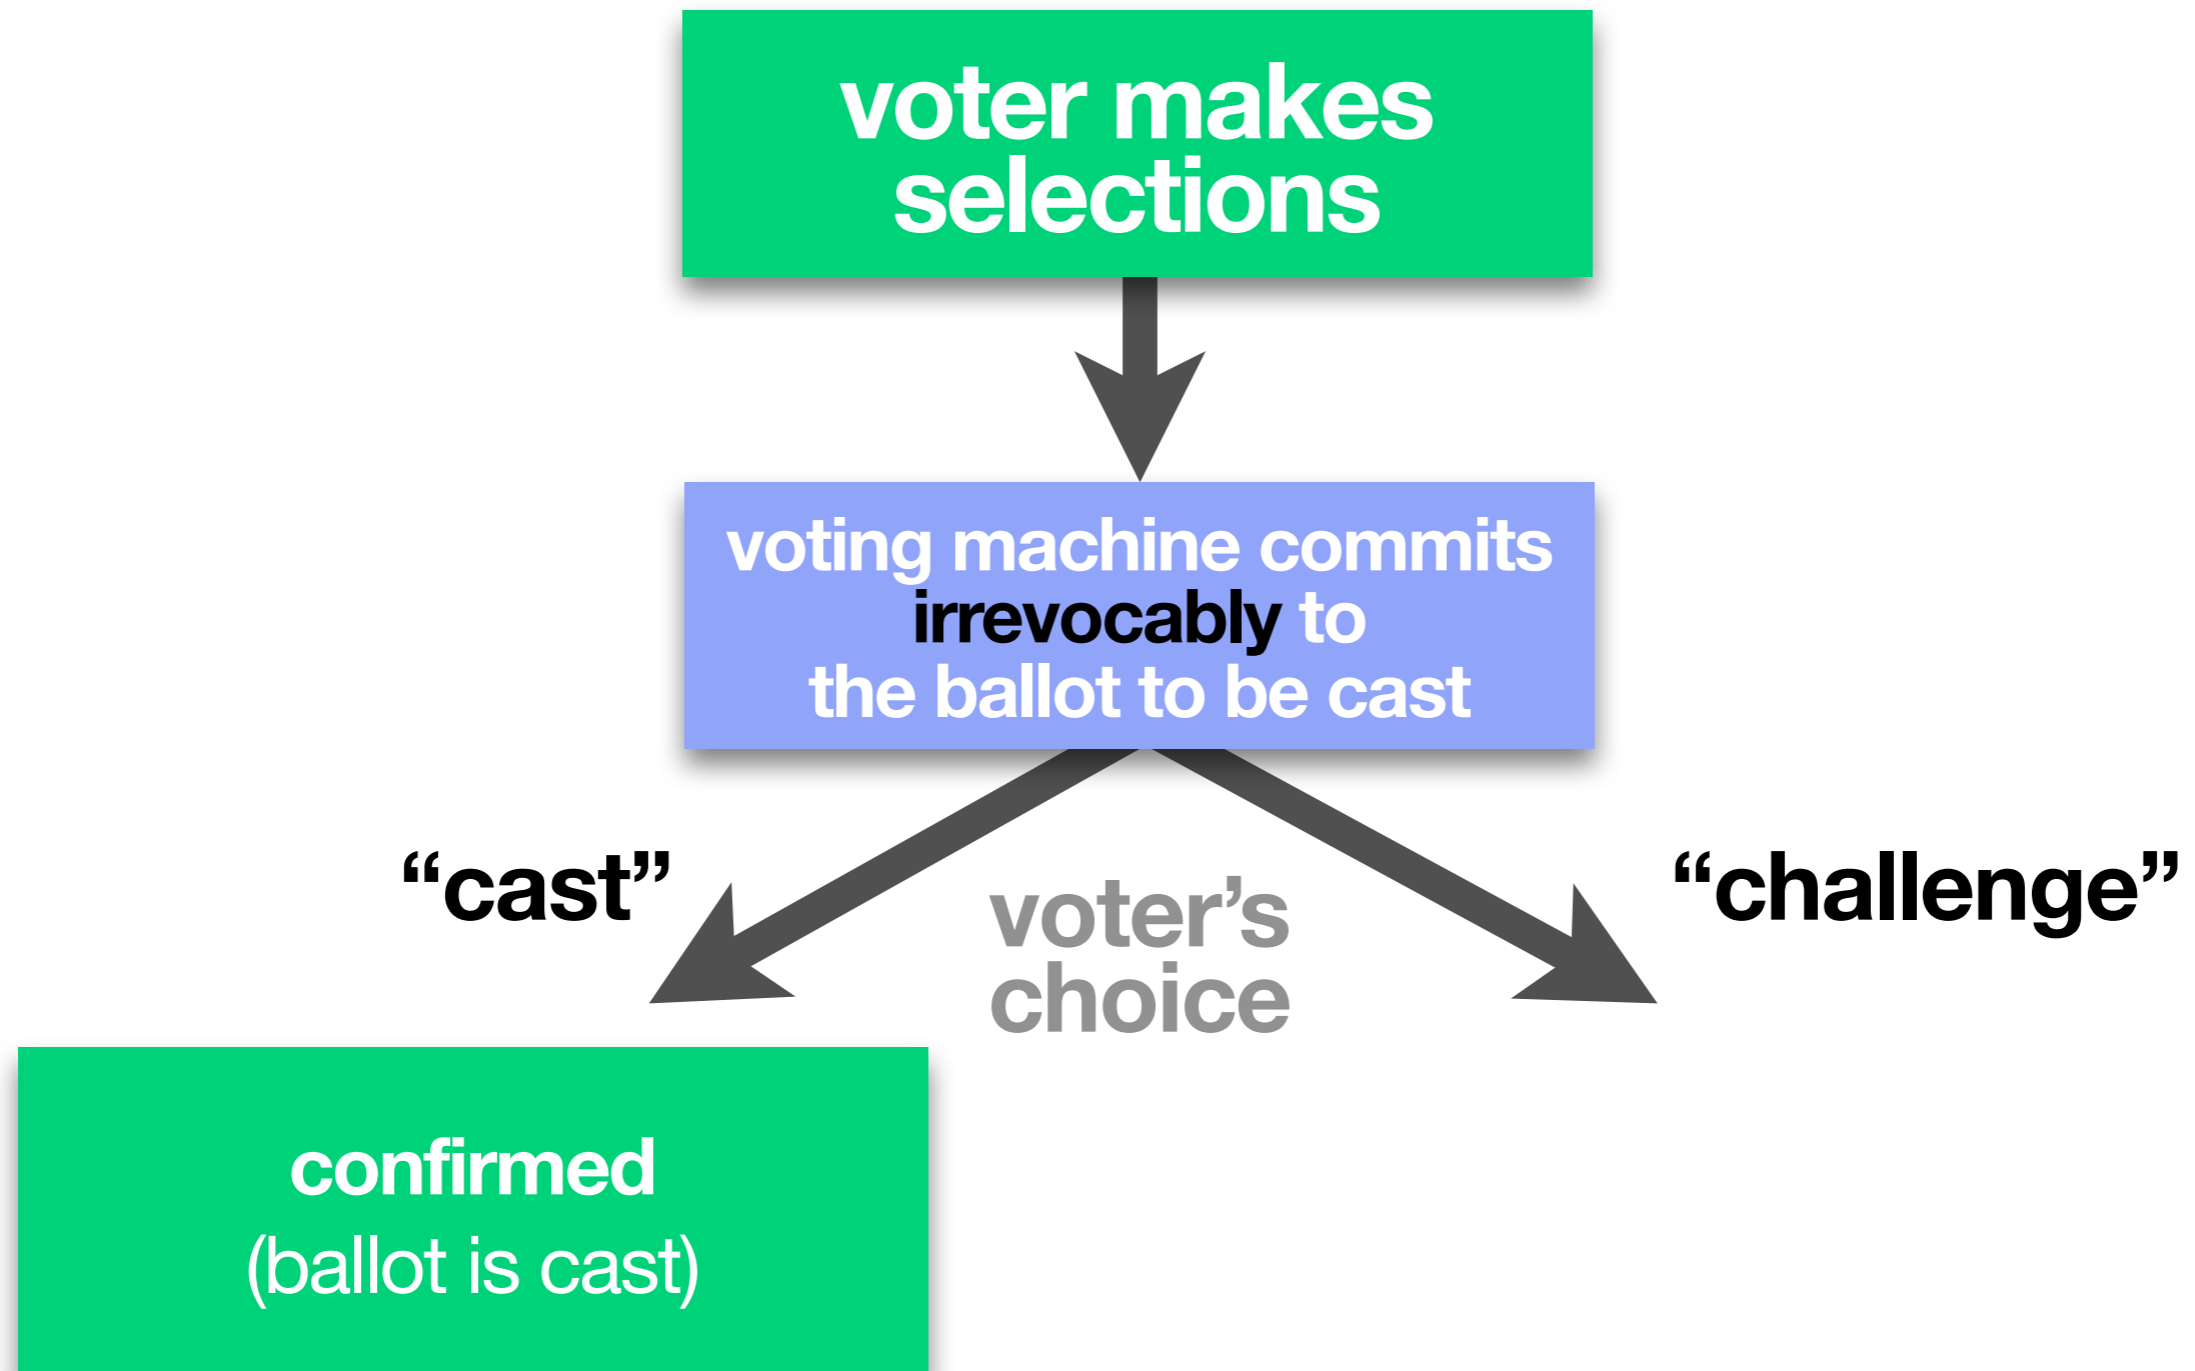 voter makes
selections
voting machine commits
irrevocably to
the ballot to be cast
“cast”
voter’s
choice
“challenge”
confirmed
(ballot is cast)